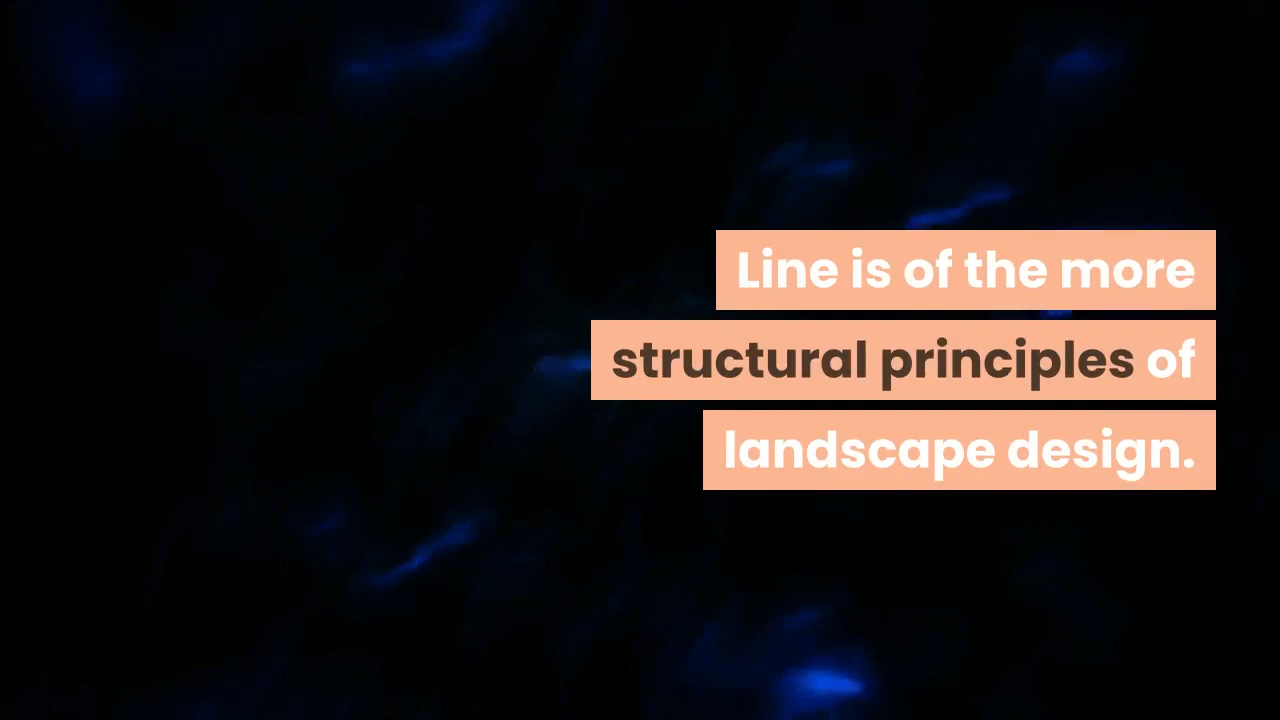 Line is of the more
structural principles of
landscape design.